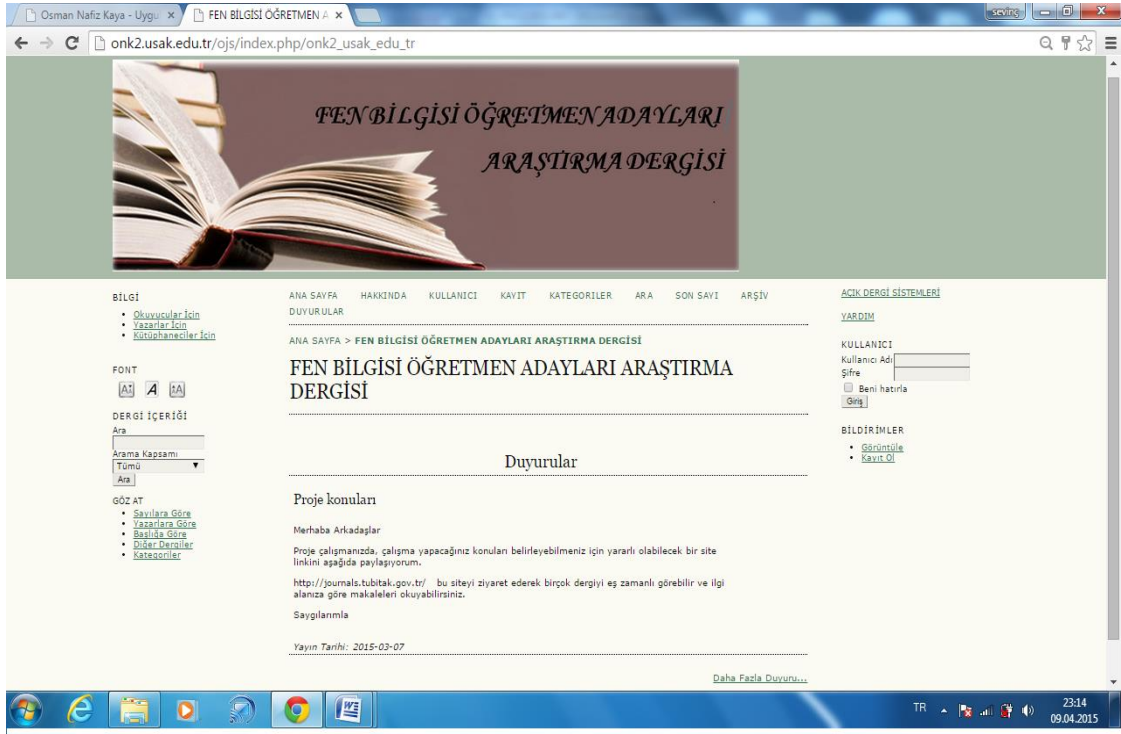 Osman Nafiz Kaya - Uygu
FEN BİLGİSİ ÖĞRETMEN A
sevinç
onk2.usak.edu.tr/ojs/index.php/onk2_usak_edu_tr
FEN BİLGİSİ ÖĞRETMEN ADAYLARI
ARAŞTIRMA DERGİSİ
BİLGİ
Okuyucular İçin
Yazarlar İçin
Kütüphaneciler İçin
FONT
DERGİ İÇERİĞİ
Ara
Arama Kapsamı
Tümü
Ara
GÖZ AT
Sayılara Göre
Yazarlara Göre
Başlığa Göre
Diğer Dergiler
Kategoriler
ANA SAYFA HAKKINDA KULLANICI KAYIT KATEGORILER ARA SON SAYI ARŞİV
DUYURULAR
ANA SAYFA > FEN BİLGİSİ ÖĞRETMEN ADAYLARI ARAŞTIRMA DERGİSİ
FEN BİLGİSİ ÖĞRETMEN ADAYLARI ARAŞTIRMA
DERGİSİ
Duyurular
Proje konuları
Merhaba Arkadaşlar
Proje çalışmanızda, çalışma yapacağınız konuları belirleyebilmeniz için yararlı olabilecek bir site
linkini aşağıda paylaşıyorum.
http://journals.tubitak.gov.tr/ bu siteyi ziyaret ederek birçok dergiyi eş zamanlı görebilir ve ilgi
alanıza göre makaleleri okuyabilirsiniz.
Saygılarımla
Yayın Tarihi: 2015-03-07
Daha Fazla Duyuru...
AÇIK DERGİ SİSTEMLERİ
YARDIM
KULLANICI
Kullanıcı Adı
Şifre
Beni hatırla
Giriş
BİLDİRİMLER
Görüntüle
Kayıt Ol
TR
23:14
09.04.2015